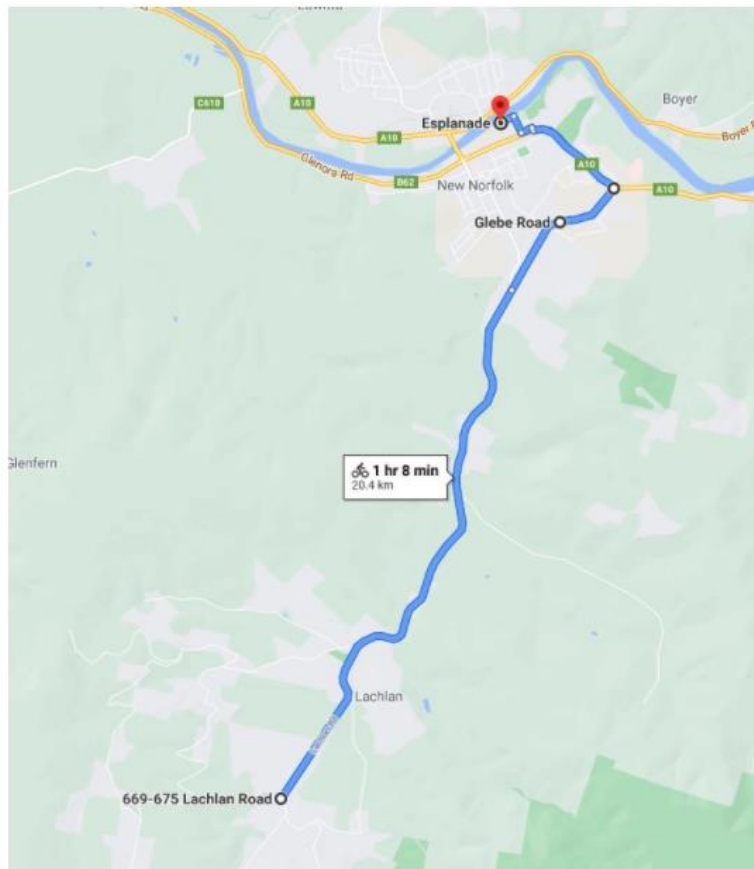 C610
A10
A10
Boyer
Esplanade
Glenora Rd
B62
New Norfolk
A10
A10
Glebe Road
Glenfern
1 hr 8 min
20.4 km
Lachlan
669-675 Lachlan Road